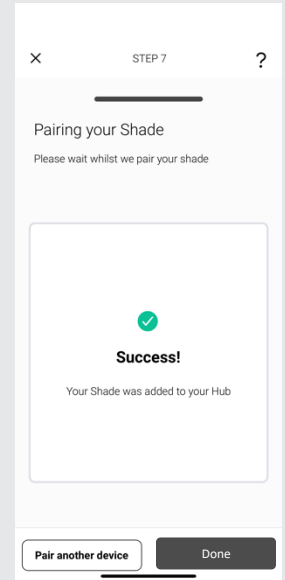 STEP 7
?
Pairing your Shade
Please wait whilst we pair your shade
Success!
Your Shade was added to your Hub
Pair another device
Done